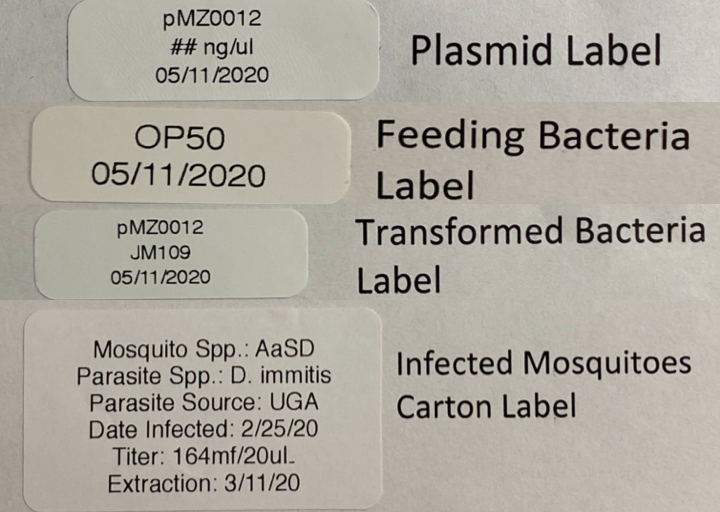 pMZ0012
## ng/ul
05/11/2020
Plasmid Label
OP50
05/11/2020
Feeding Bacteria
Label
pMZ0012
JM109
05/11/2020
Transformed Bacteria
Label
Mosquito Spp.: AaSD
Parasite Spp.: D. immitis
Parasite Source: UGA
Date Infected: 2/25/20
Titer: 164mf/20uL
Extraction: 3/11/20
Infected Mosquitoes
Carton Label